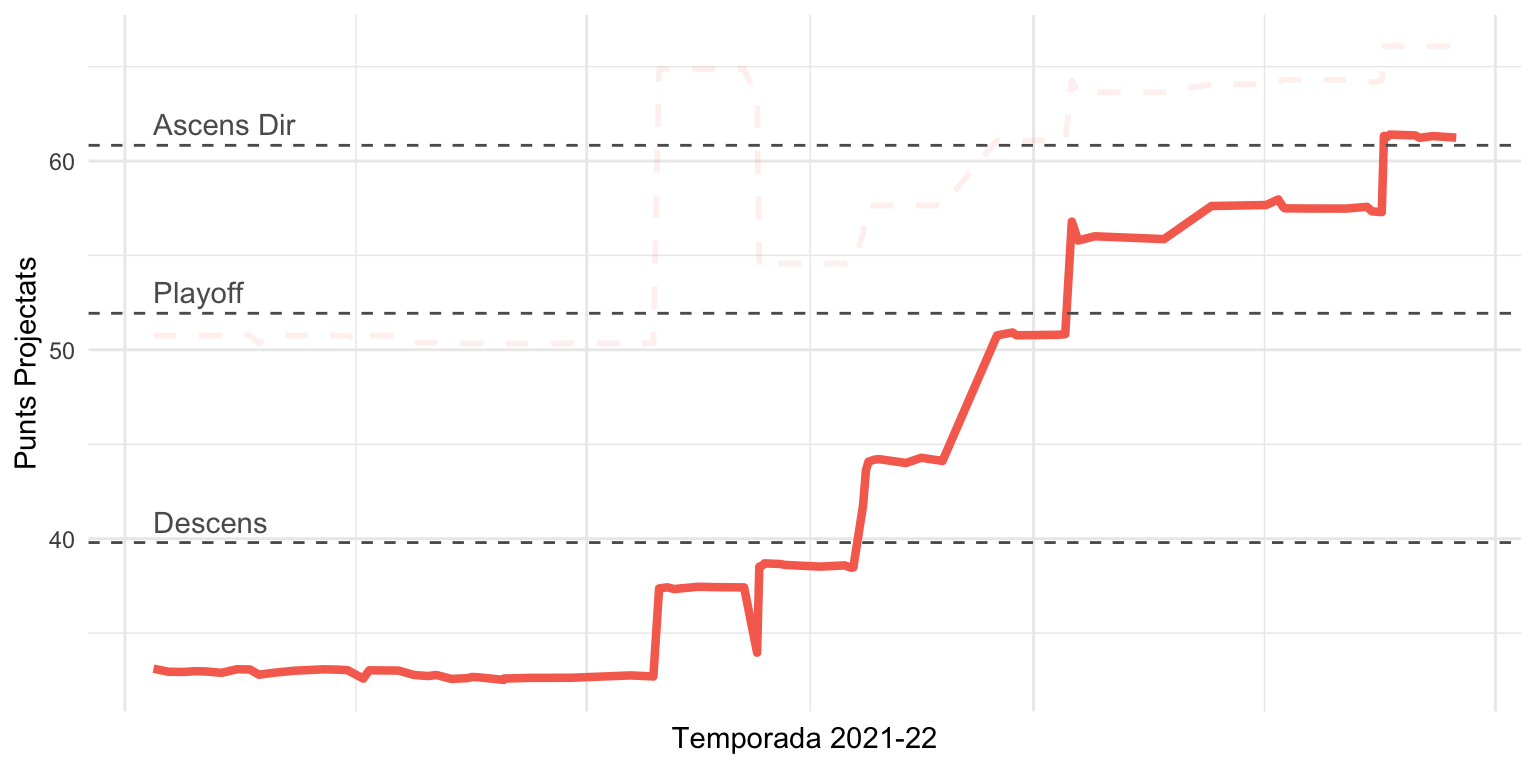 Ascens Dir
60
Playoff
50
Descens
40
Punts Projectats
Temporada 2021-22